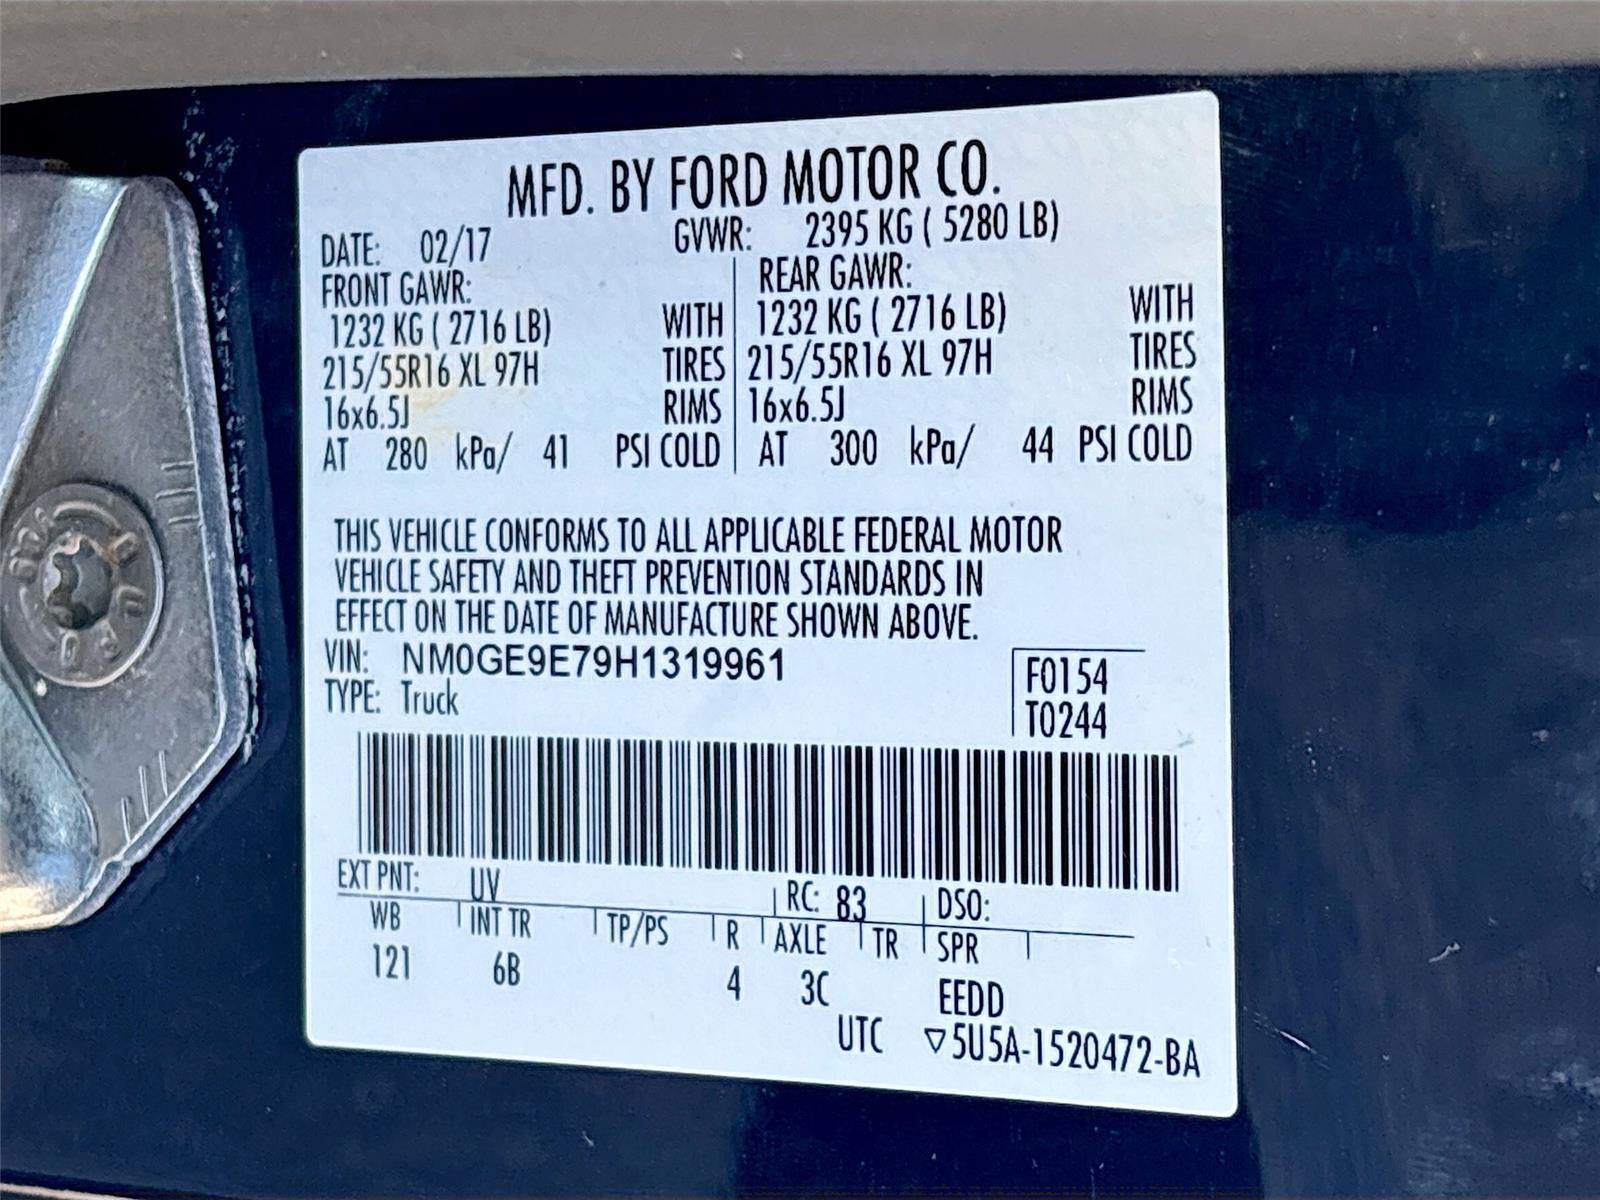 MFD. BY FORD MOTOR CO.
DATE: 02/17 GVWR: 2395 KG ( 5280 LB)
FRONT GAWR: REAR GAWR:
1232 KG ( 2716 LB) WITH 1232 KG ( 2716 LB) WITH
215/55R16 XL 97H TIRES 215/55R16 XL 97H TIRES
16x6.5J RIMS 16x6.5J RIMS
AT 280 kPa/ 41 PSI COLD AT 300 kPa/ 44 PSI COLD
THIS VEHICLE CONFORMS TO ALL APPLICABLE FEDERAL MOTOR
VEHICLE SAFETY AND THEFT PREVENTION STANDARDS IN
EFFECT ON THE DATE OF MANUFACTURE SHOWN ABOVE.
VIN: NM0GE9E79H1319961
TYPE: Truck
F0154
T0244
EXT PNT: UV RC: 83 DSO:
WB INT TR TP/PS R AXLE TR SPR
121 6B 4 3C EEDD
UTC ▽5U5A-1520472-BA